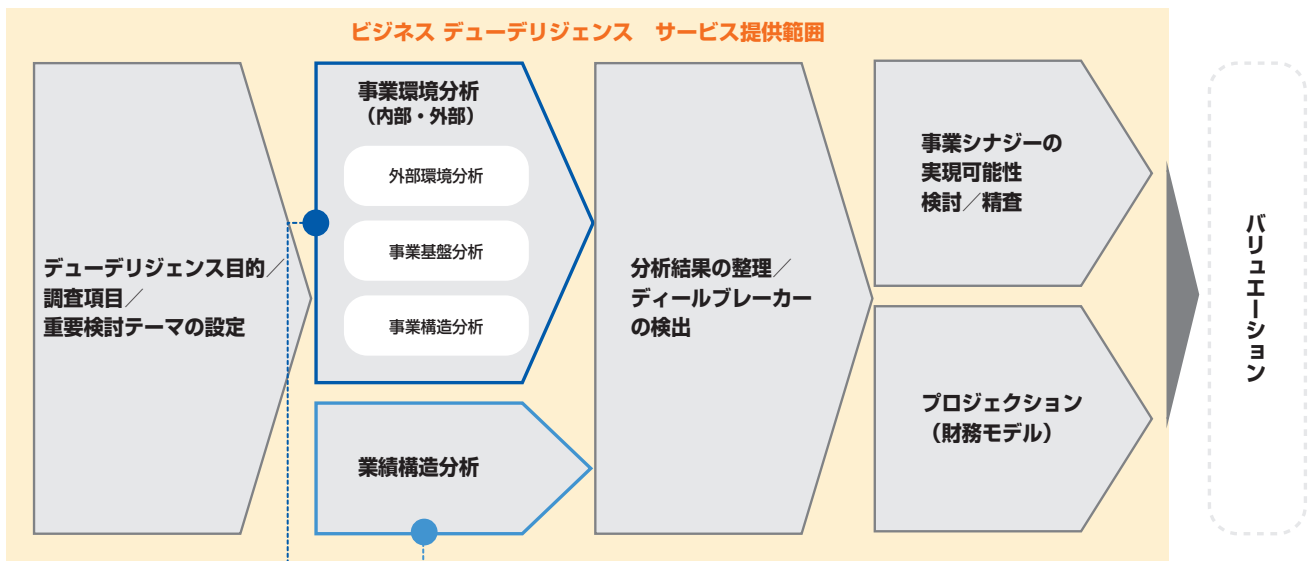 ビジネス デューデリジェンス　サービス提供範囲
デューデリジェンス目的／
調査項目／
重要検討テーマの設定
事業環境分析
（内部・外部）
外部環境分析
事業基盤分析
事業構造分析
業績構造分析
分析結果の整理／
ディールブレーカー
の検出
事業シナジーの
実現可能性
検討／精査
プロジェクション
（財務モデル）
バリュエーション